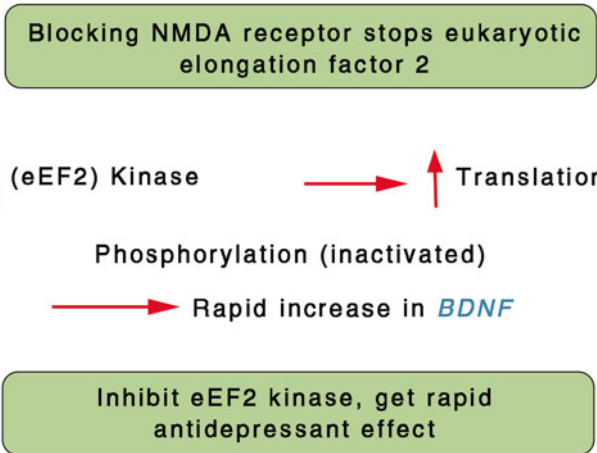 Blocking NMDA receptor stops eukaryotic
elongation factor 2
(eEF2) Kinase Translation
Phosphorylation (inactivated)
Rapid increase in BDNF
Inhibit eEF2 kinase, get rapid
antidepressant effect